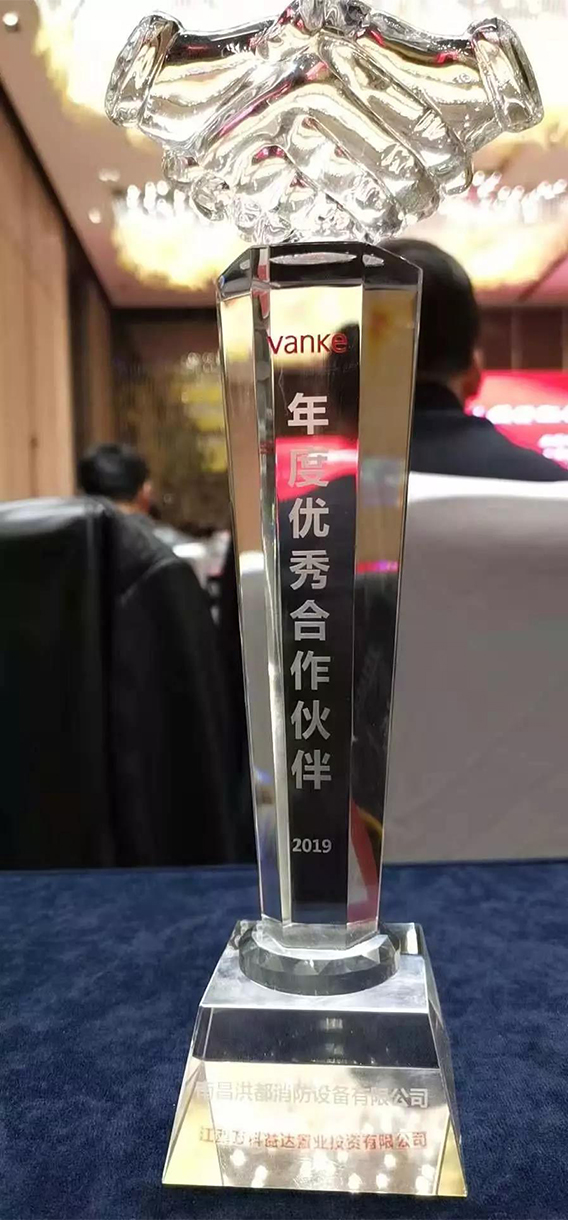 vanke
年度优秀合作伙伴
2019
南昌洪都消防设备有限公司
江西万科益达置业投资有限公司